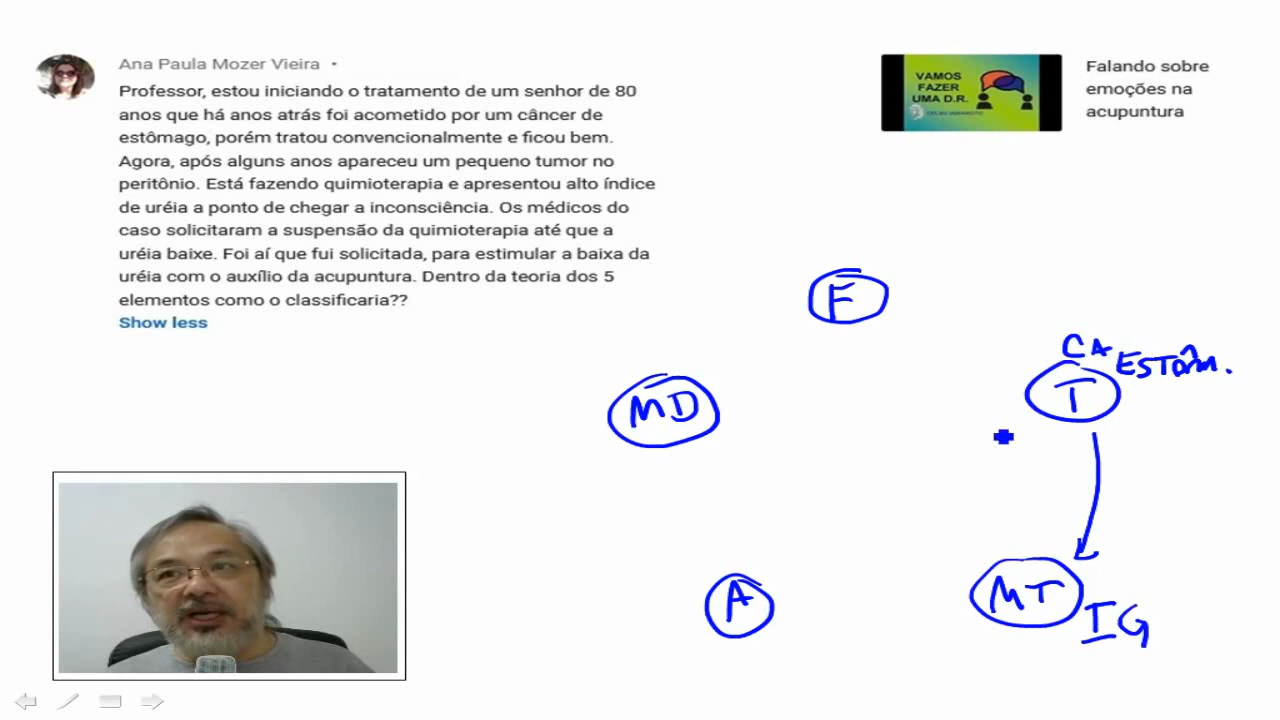 Ana Paula Mozer Vieira •
Professor, estou iniciando o tratamento de um senhor de 80
anos que há anos atrás foi acometido por um câncer de
estômago, porém tratou convencionalmente e ficou bem.
Agora, após alguns anos apareceu um pequeno tumor no
peritônio. Está fazendo quimioterapia e apresentou alto índice
de uréia a ponto de chegar a inconsciência. Os médicos do
caso solicitaram a suspensão da quimioterapia até que a
uréia baixe. Foi aí que fui solicitada, para estimular a baixa da
uréia com o auxílio da acupuntura. Dentro da teoria dos 5
elementos como o classificaria??
Show less
VAMOS
FAZER
UMA D.R.
Falando sobre
emoções na
acupuntura
F
CA ESTÔM.
T
MD
A
MT
IG